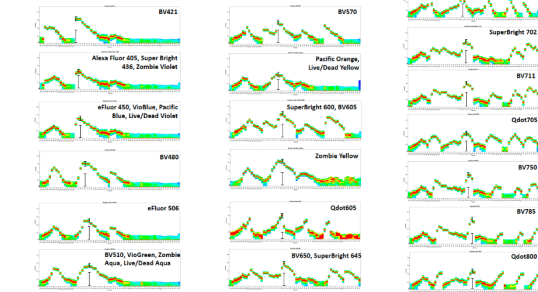 BV421
Alexa Fluor 405, Super Bright
436, Zombie Violet
eFluor 450, VioBlue, Pacific
Blue, Live/Dead Violet
BV480
eFluor 506
BV510, VioGreen, Zombie
Aqua, Live/Dead Aqua
BV570
Pacific Orange,
Live/Dead Yellow
SuperBright 600, BV605
Zombie Yellow
Qdot605
BV650, SuperBright 645
SuperBright 702
BV711
Qdot705
BV750
BV785
Qdot800